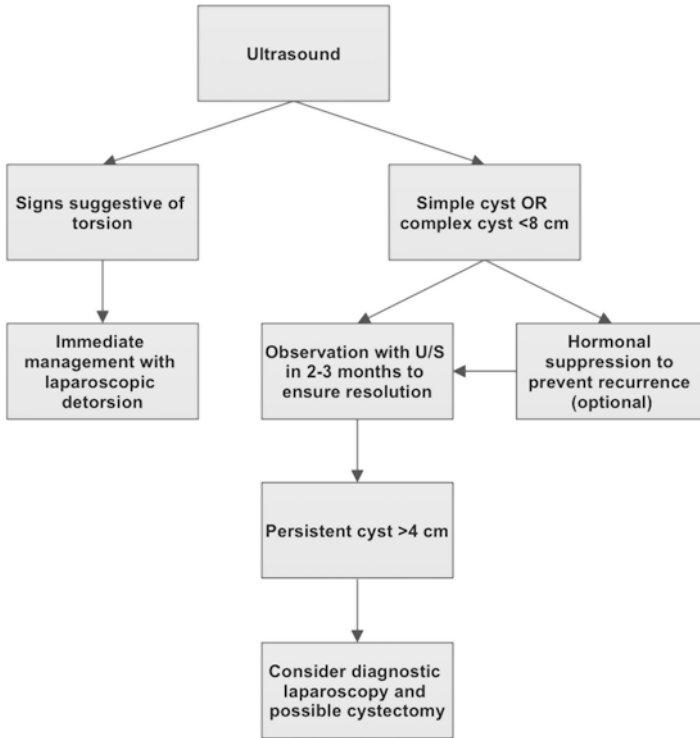 Ultrasound
Signs suggestive of
torsion
Simple cyst OR
complex cyst <8 cm
Immediate
management with
laparoscopic
detorsion
Observation with U/S
in 2-3 months to
ensure resolution
Hormonal
suppression to
prevent recurrence
(optional)
Persistent cyst >4 cm
Consider diagnostic
laparoscopy and
possible cystectomy